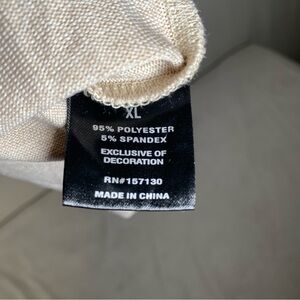 XL
95% POLYESTER
5% SPANDEX
EXCLUSIVE OF
DECORATION
RN#157130
MADE IN CHINA